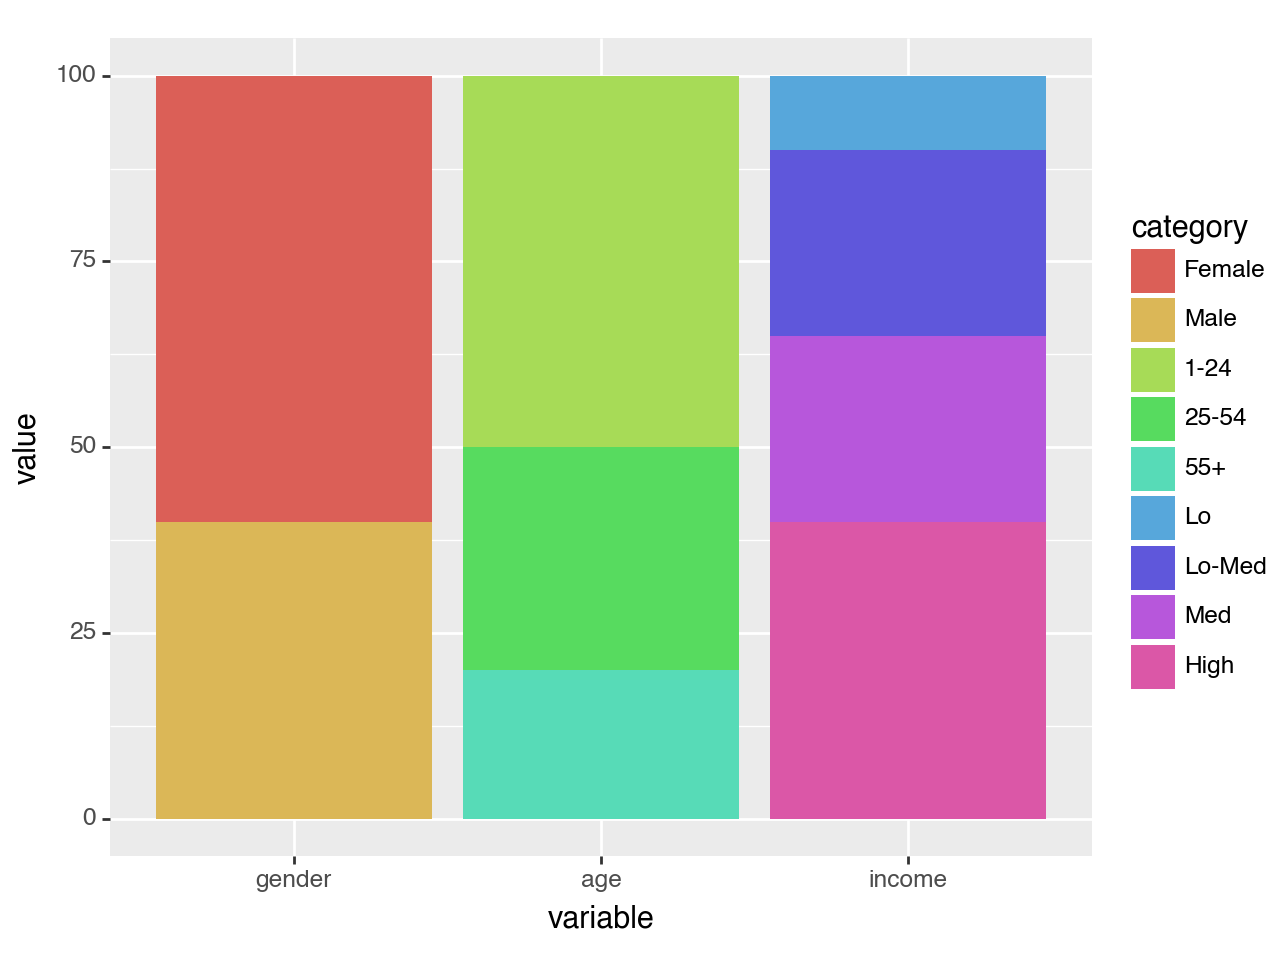 100
75
50
25
0
value
gender
age
income
variable
category
Female
Male
1-24
25-54
55+
Lo
Lo-Med
Med
High